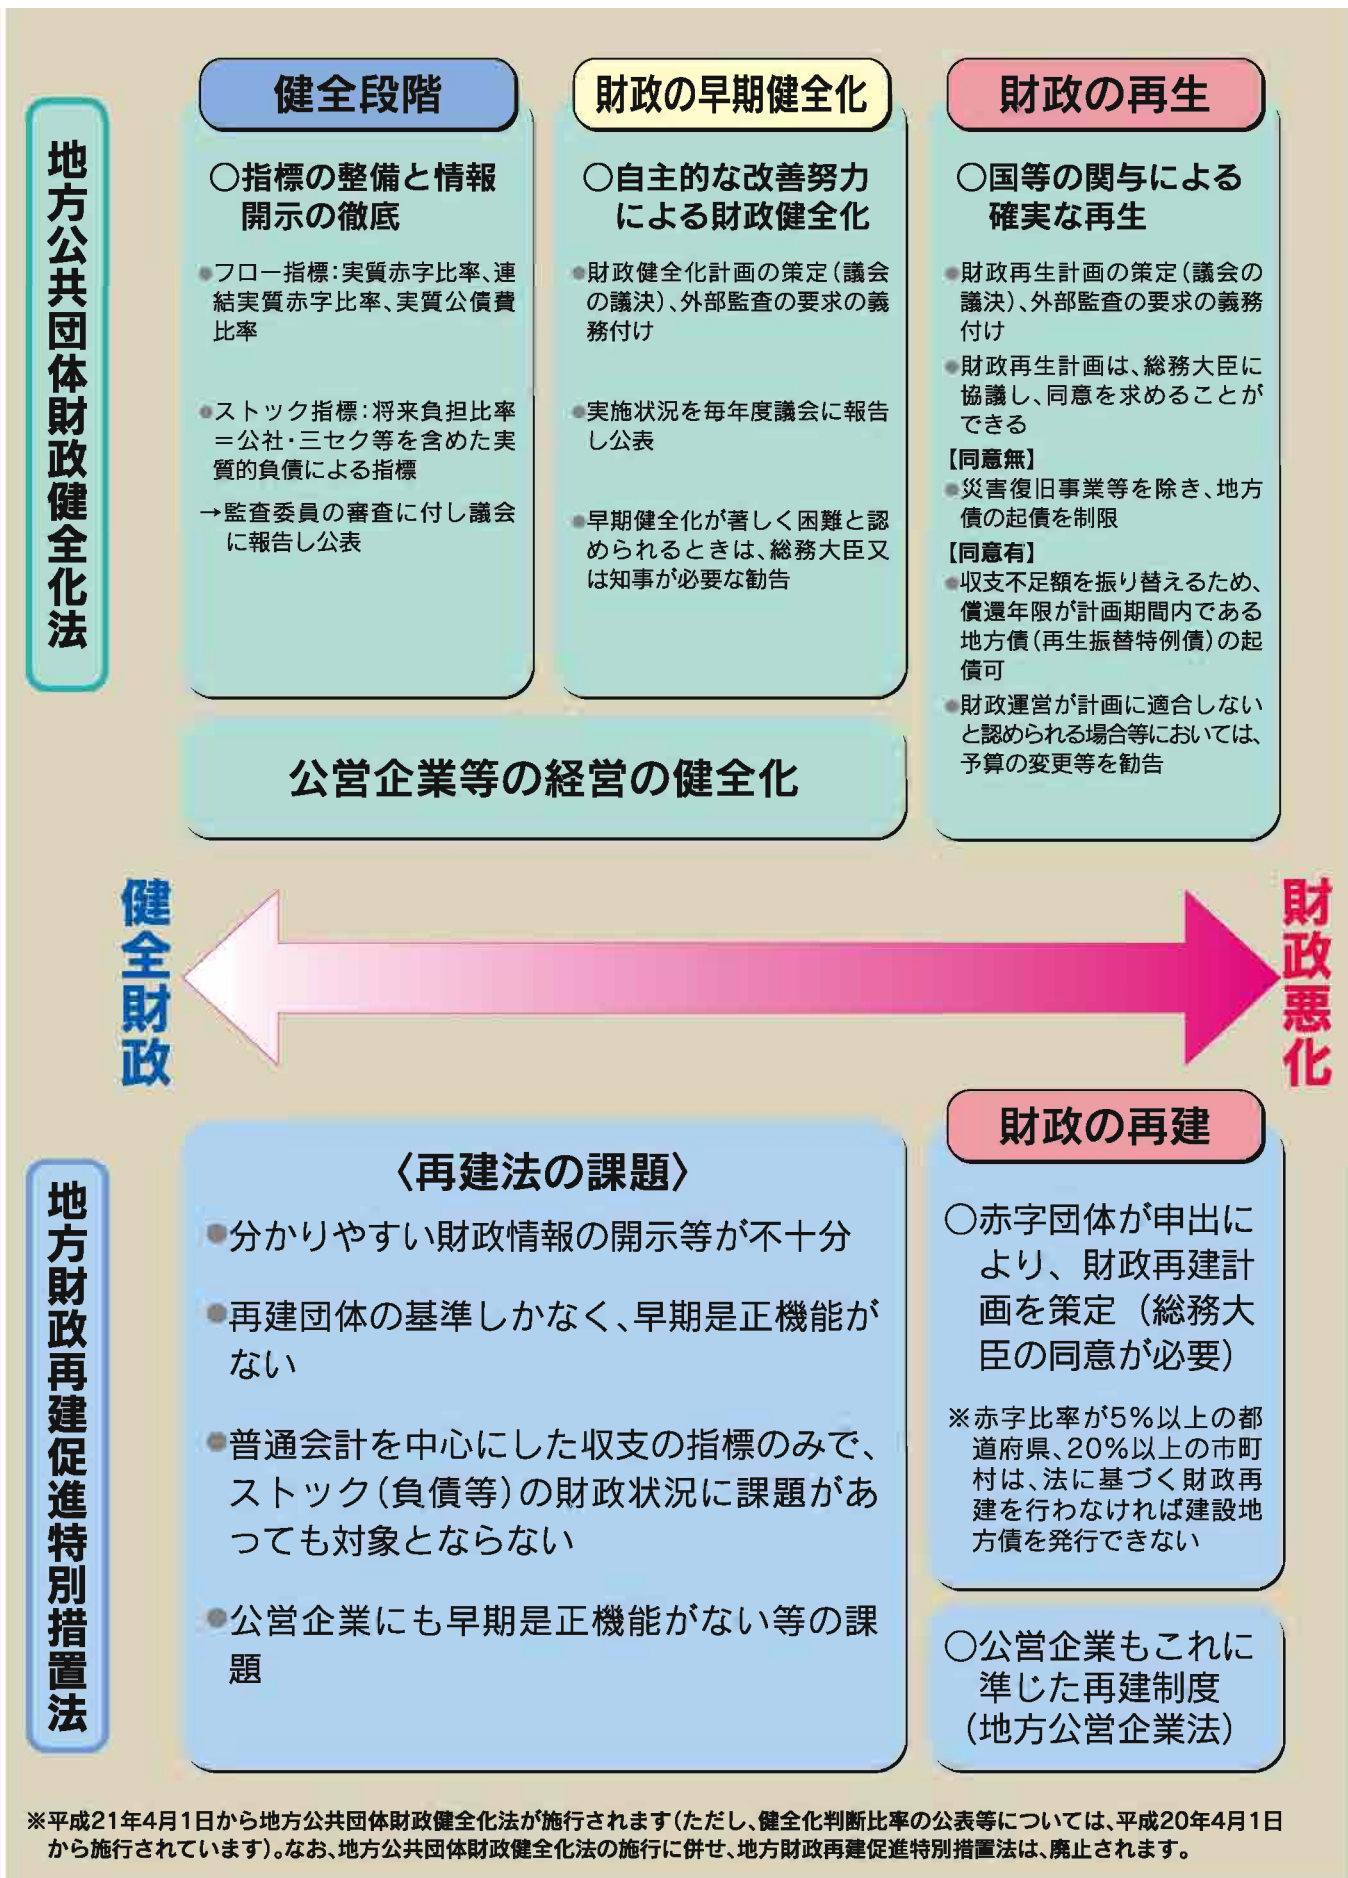 地方公共団体財政健全化法
健全段階
○指標の整備と情報
開示の徹底
●フロー指標:実質赤字比率、連
結実質赤字比率、実質公債費
比率
●ストック指標:将来負担比率
=公社・三セク等を含めた実
質的負債による指標
→監査委員の審査に付し議会
に報告し公表
財政の早期健全化
○自主的な改善努力
による財政健全化
●財政健全化計画の策定(議会
の議決)、外部監査の要求の義
務付け
●実施状況を毎年度議会に報告
し公表
●早期健全化が著しく困難と認
められるときは、総務大臣又
は知事が必要な勧告
財政の再生
○国等の関与による
確実な再生
●財政再生計画の策定(議会の
議決)、外部監査の要求の義務
付け
●財政再生計画は、総務大臣に
協議し、同意を求めることが
できる
【同意無】
●災害復旧事業等を除き、地方
債の起債を制限
【同意有】
●収支不足額を振り替えるため、
償還年限が計画期間内である
地方債(再生振替特例債)の起
債可
●財政運営が計画に適合しない
と認められる場合等においては、
予算の変更等を勧告
公営企業等の経営の健全化
健全財政
財政悪化
地方財政再建促進特別措置法
〈再建法の課題〉
●分かりやすい財政情報の開示等が不十分
●再建団体の基準しかなく、早期是正機能が
ない
●普通会計を中心にした収支の指標のみで、
ストック(負債等)の財政状況に課題があ
っても対象とならない
●公営企業にも早期是正機能がない等の課
題
財政の再建
○赤字団体が申出に
より、財政再建計
画を策定(総務大
臣の同意が必要)
※赤字比率が5%以上の都
道府県、20%以上の市町
村は、法に基づく財政再
建を行わなければ建設地
方債を発行できない
○公営企業もこれに
準じた再建制度
(地方公営企業法)
※平成21年4月1日から地方公共団体財政健全化法が施行されます(ただし、健全化判断比率の公表等については、平成20年4月1日
から施行されています)。なお、地方公共団体財政健全化法の施行に併せ、地方財政再建促進特別措置法は、廃止されます。